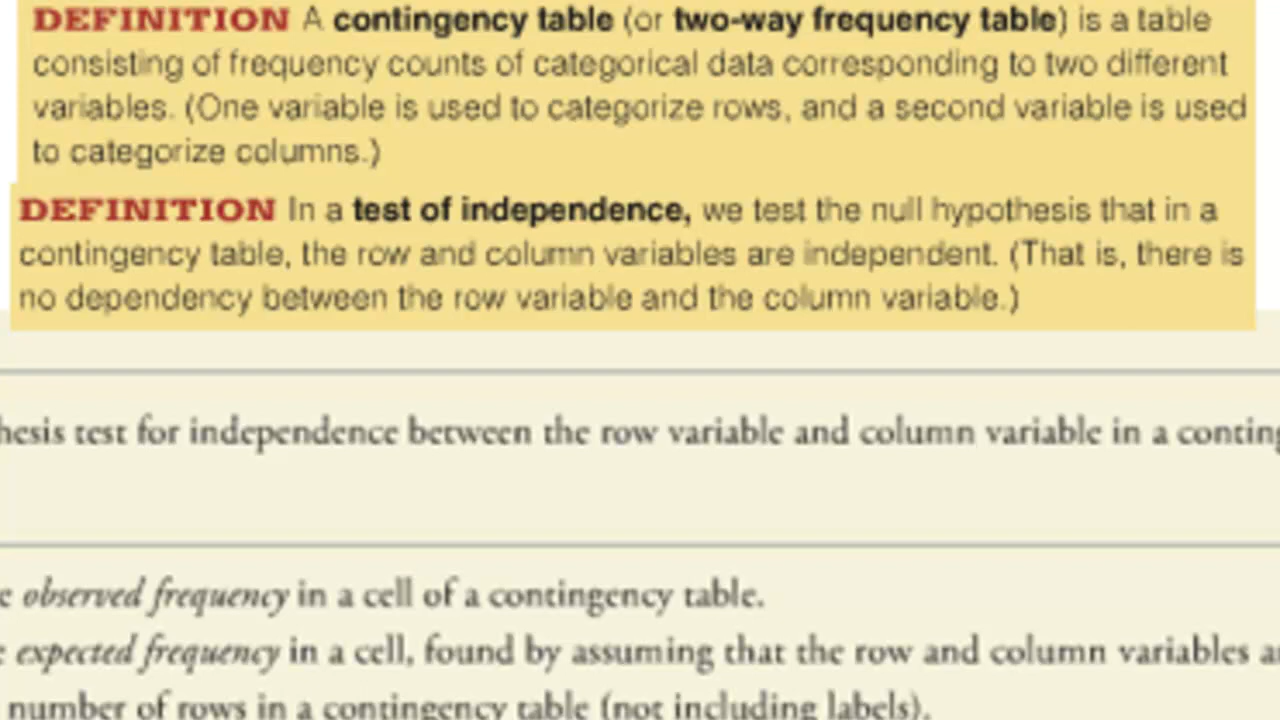 DEFINITION A contingency table (or two-way frequency table) is a table
consisting of frequency counts of categorical data corresponding to two different
variables. (One variable is used to categorize rows, and a second variable is used
to categorize columns.)
DEFINITION In a test of independence, we test the null hypothesis that in a
contingency table, the row and column variables are independent. (That is, there is
no dependency between the row variable and the column variable.)
hesis test for independence between the row variable and column variable in a conting
e observed frequency in a cell of a contingency table.
e expected frequency in a cell, found by assuming that the row and column variables a
number of rows in a contingency table (not including labels).